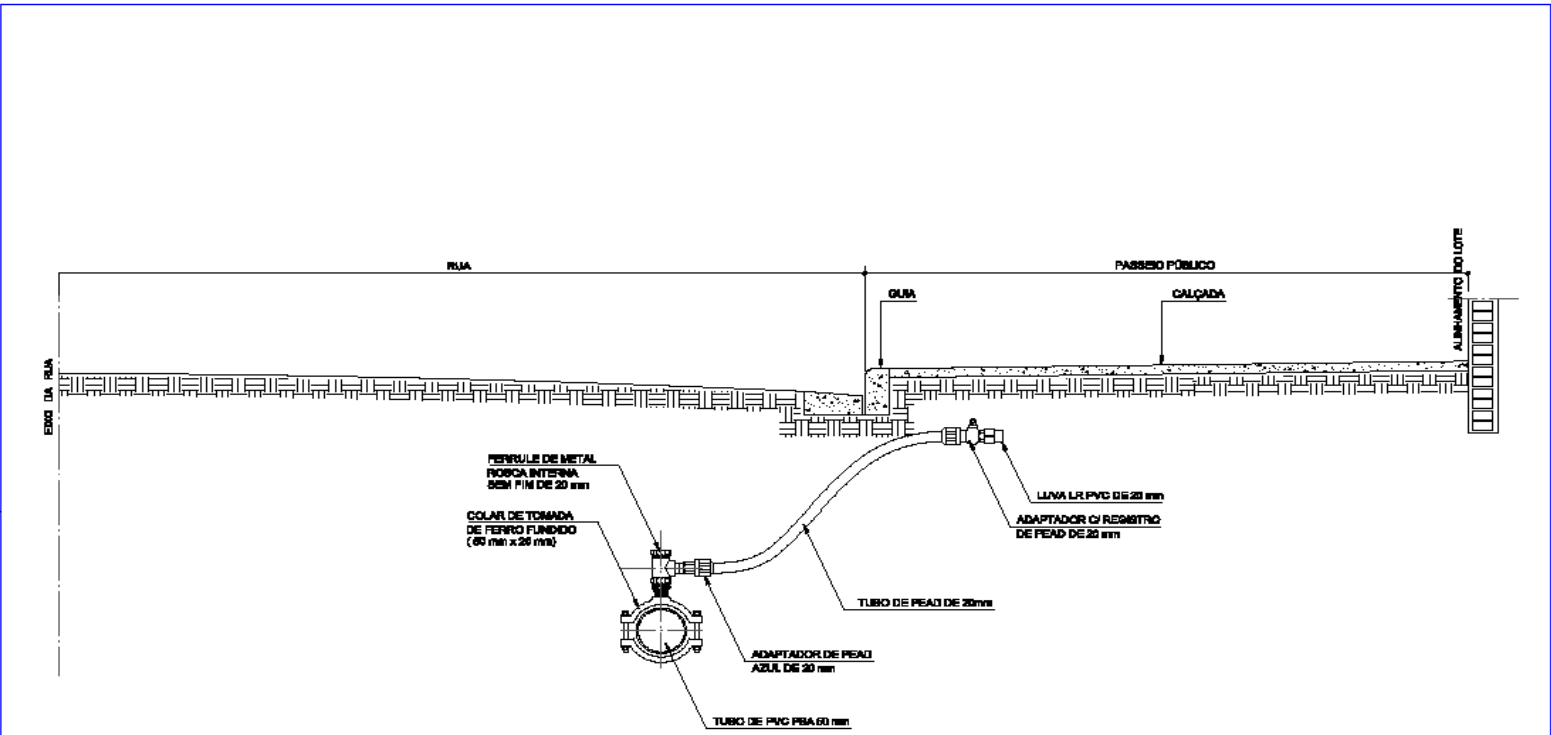 RUA
PASSEIO PÚBLICO
ALINHAMENTO DO LOTE
GUIA
CALÇADA
EIXO DA RUA
FERRULE DE METAL
ROSCA INTERNA
SEM FIM DE 20 mm
COLAR DE TOMADA
DE FERRO FUNDIDO
LUVA LR PVC DE 20 mm
ADAPTADOR C/ REGISTRO
DE PEAD DE 20 mm
TUBO DE PEAD DE 20mm
ADAPTADOR DE PEAD
AZUL DE 20 mm
TUBO DE PVC PBA 50 mm